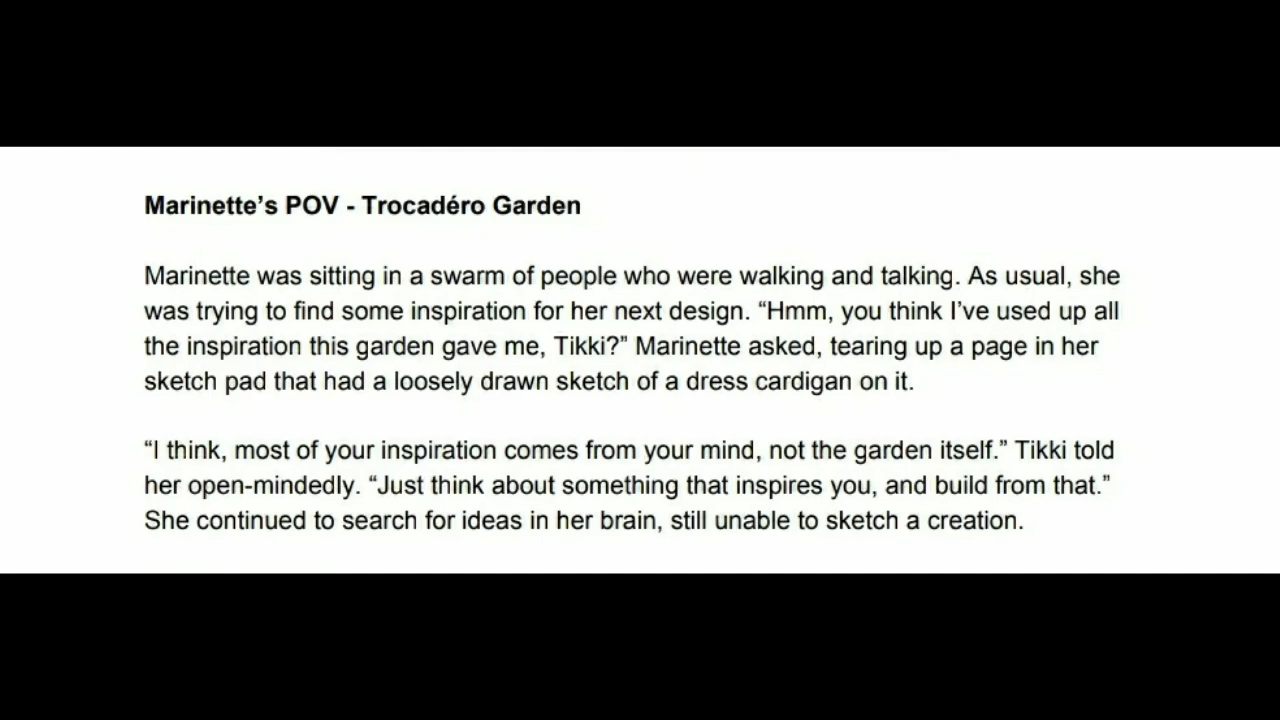 Marinette’s POV - Trocadéro Garden
Marinette was sitting in a swarm of people who were walking and talking. As usual, she
was trying to find some inspiration for her next design. “Hmm, you think I’ve used up all
the inspiration this garden gave me, Tikki?” Marinette asked, tearing up a page in her
sketch pad that had a loosely drawn sketch of a dress cardigan on it.
“I think, most of your inspiration comes from your mind, not the garden itself.” Tikki told
her open-mindedly. “Just think about something that inspires you, and build from that.”
She continued to search for ideas in her brain, still unable to sketch a creation.